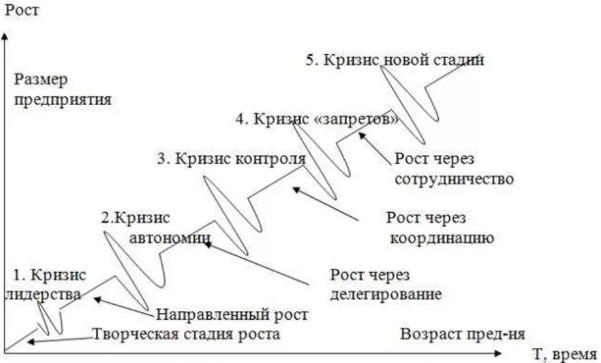 Рост
Размер
предприятия
5. Кризис новой стадии
4. Кризис «запретов»
3. Кризис контроля
Рост через
сотрудничество
2.Кризис
автономии
Рост через
координацию
1. Кризис
лидерства
Рост через
делегирование
Направленный рост
Творческая стадия роста
Возраст пред-ия
Т, время